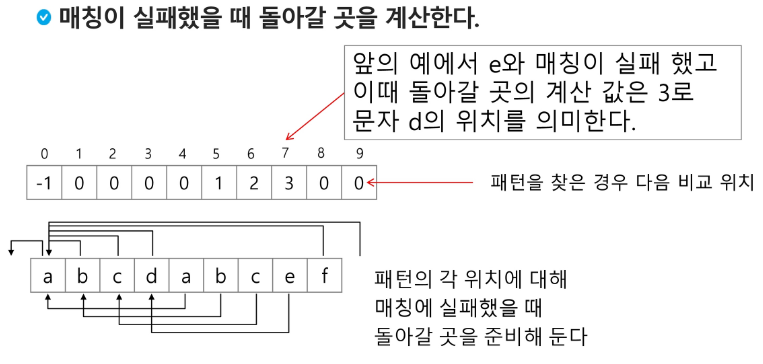 매칭이 실패했을 때 돌아갈 곳을 계산한다.
앞의 예에서 e와 매칭이 실패 했고
이때 돌아갈 곳의 계산 값은 3로
문자 d의 위치를 의미한다.
0 1 2 3 4 5 6 7 8 9
-1 0 0 0 0 1 2 3 0 0
패턴을 찾은 경우 다음 비교 위치
a b c d a b c e f
패턴의 각 위치에 대해
매칭에 실패했을 때
돌아갈 곳을 준비해 둔다